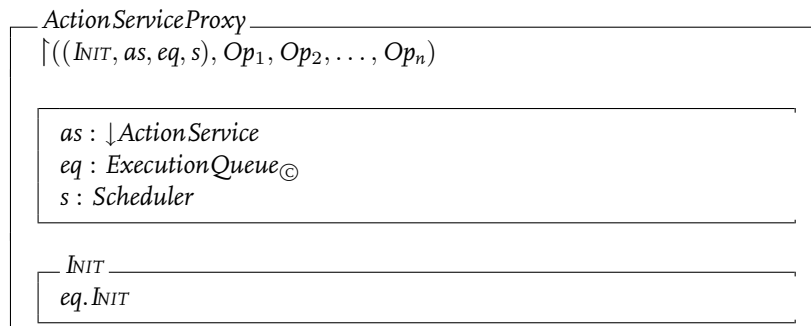 ActionServiceProxy
↾((INIT, as, eq, s), Op₁, Op₂, . . . , Opₙ)
as : ↓ActionService
eq : ExecutionQueue©
s : Scheduler
INIT
eq.INIT